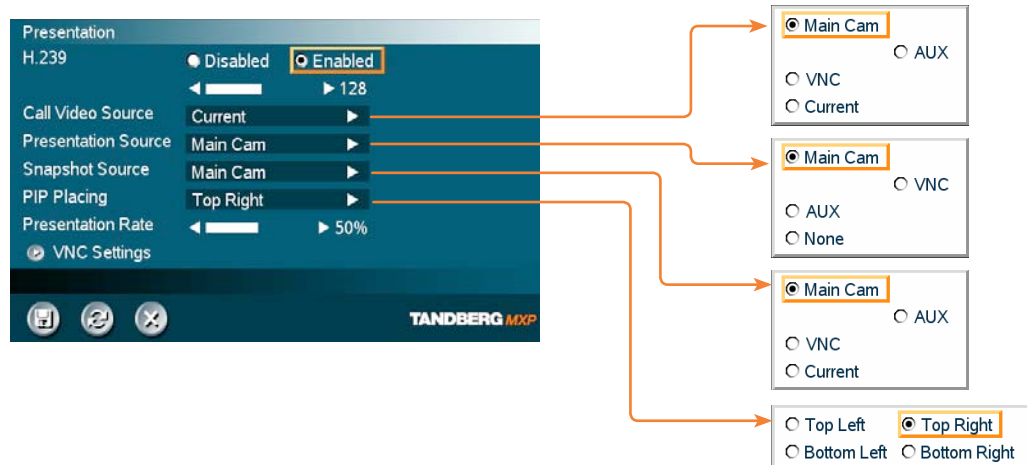 Presentation
H.239 Disabled Enabled
128
Call Video Source Current
Presentation Source Main Cam
Snapshot Source Main Cam
PIP Placing Top Right
Presentation Rate 50%
VNC Settings
TANDBERG MXP
Main Cam
AUX
VNC
Current
Main Cam
VNC
AUX
None
Main Cam
AUX
VNC
Current
Top Left Top Right
Bottom Left Bottom Right